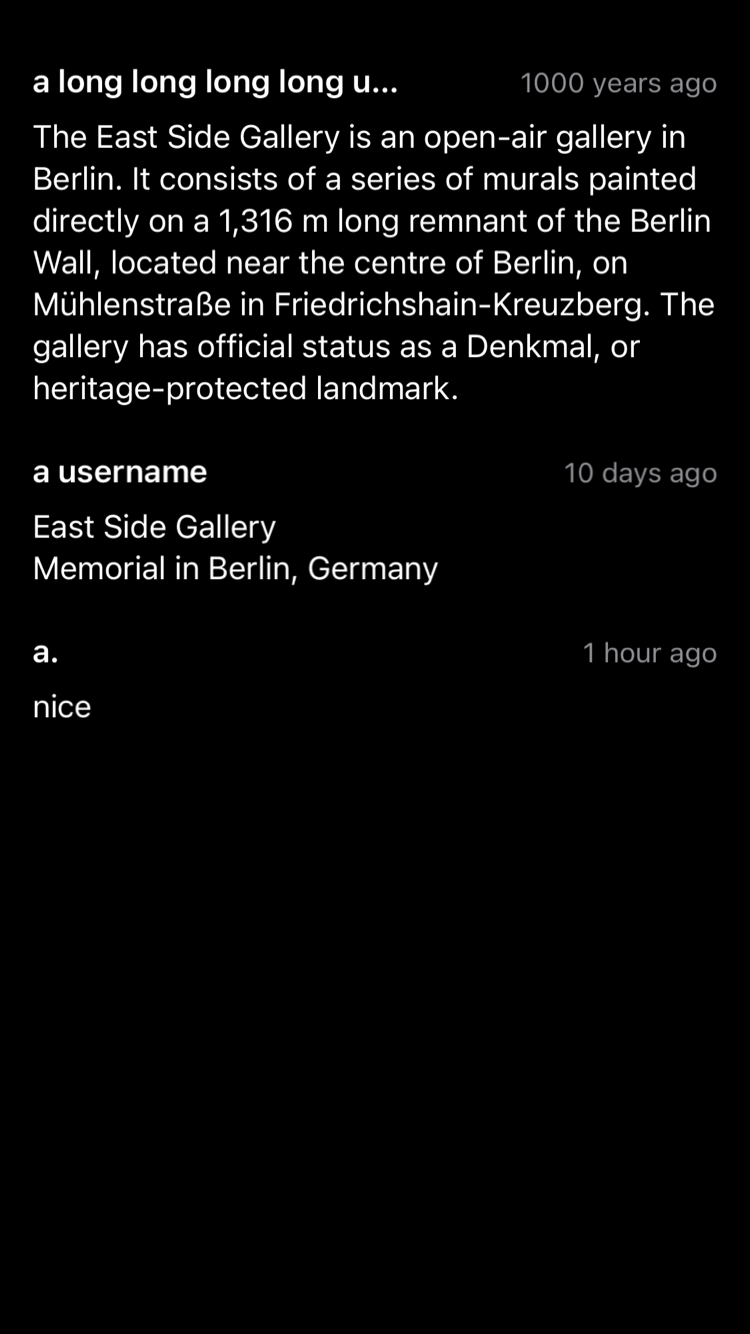 a long long long long u...
1000 years ago
The East Side Gallery is an open-air gallery in
Berlin. It consists of a series of murals painted
directly on a 1,316 m long remnant of the Berlin
Wall, located near the centre of Berlin, on
Mühlenstraße in Friedrichshain-Kreuzberg. The
gallery has official status as a Denkmal, or
heritage-protected landmark.
a username
10 days ago
East Side Gallery
Memorial in Berlin, Germany
a.
1 hour ago
nice